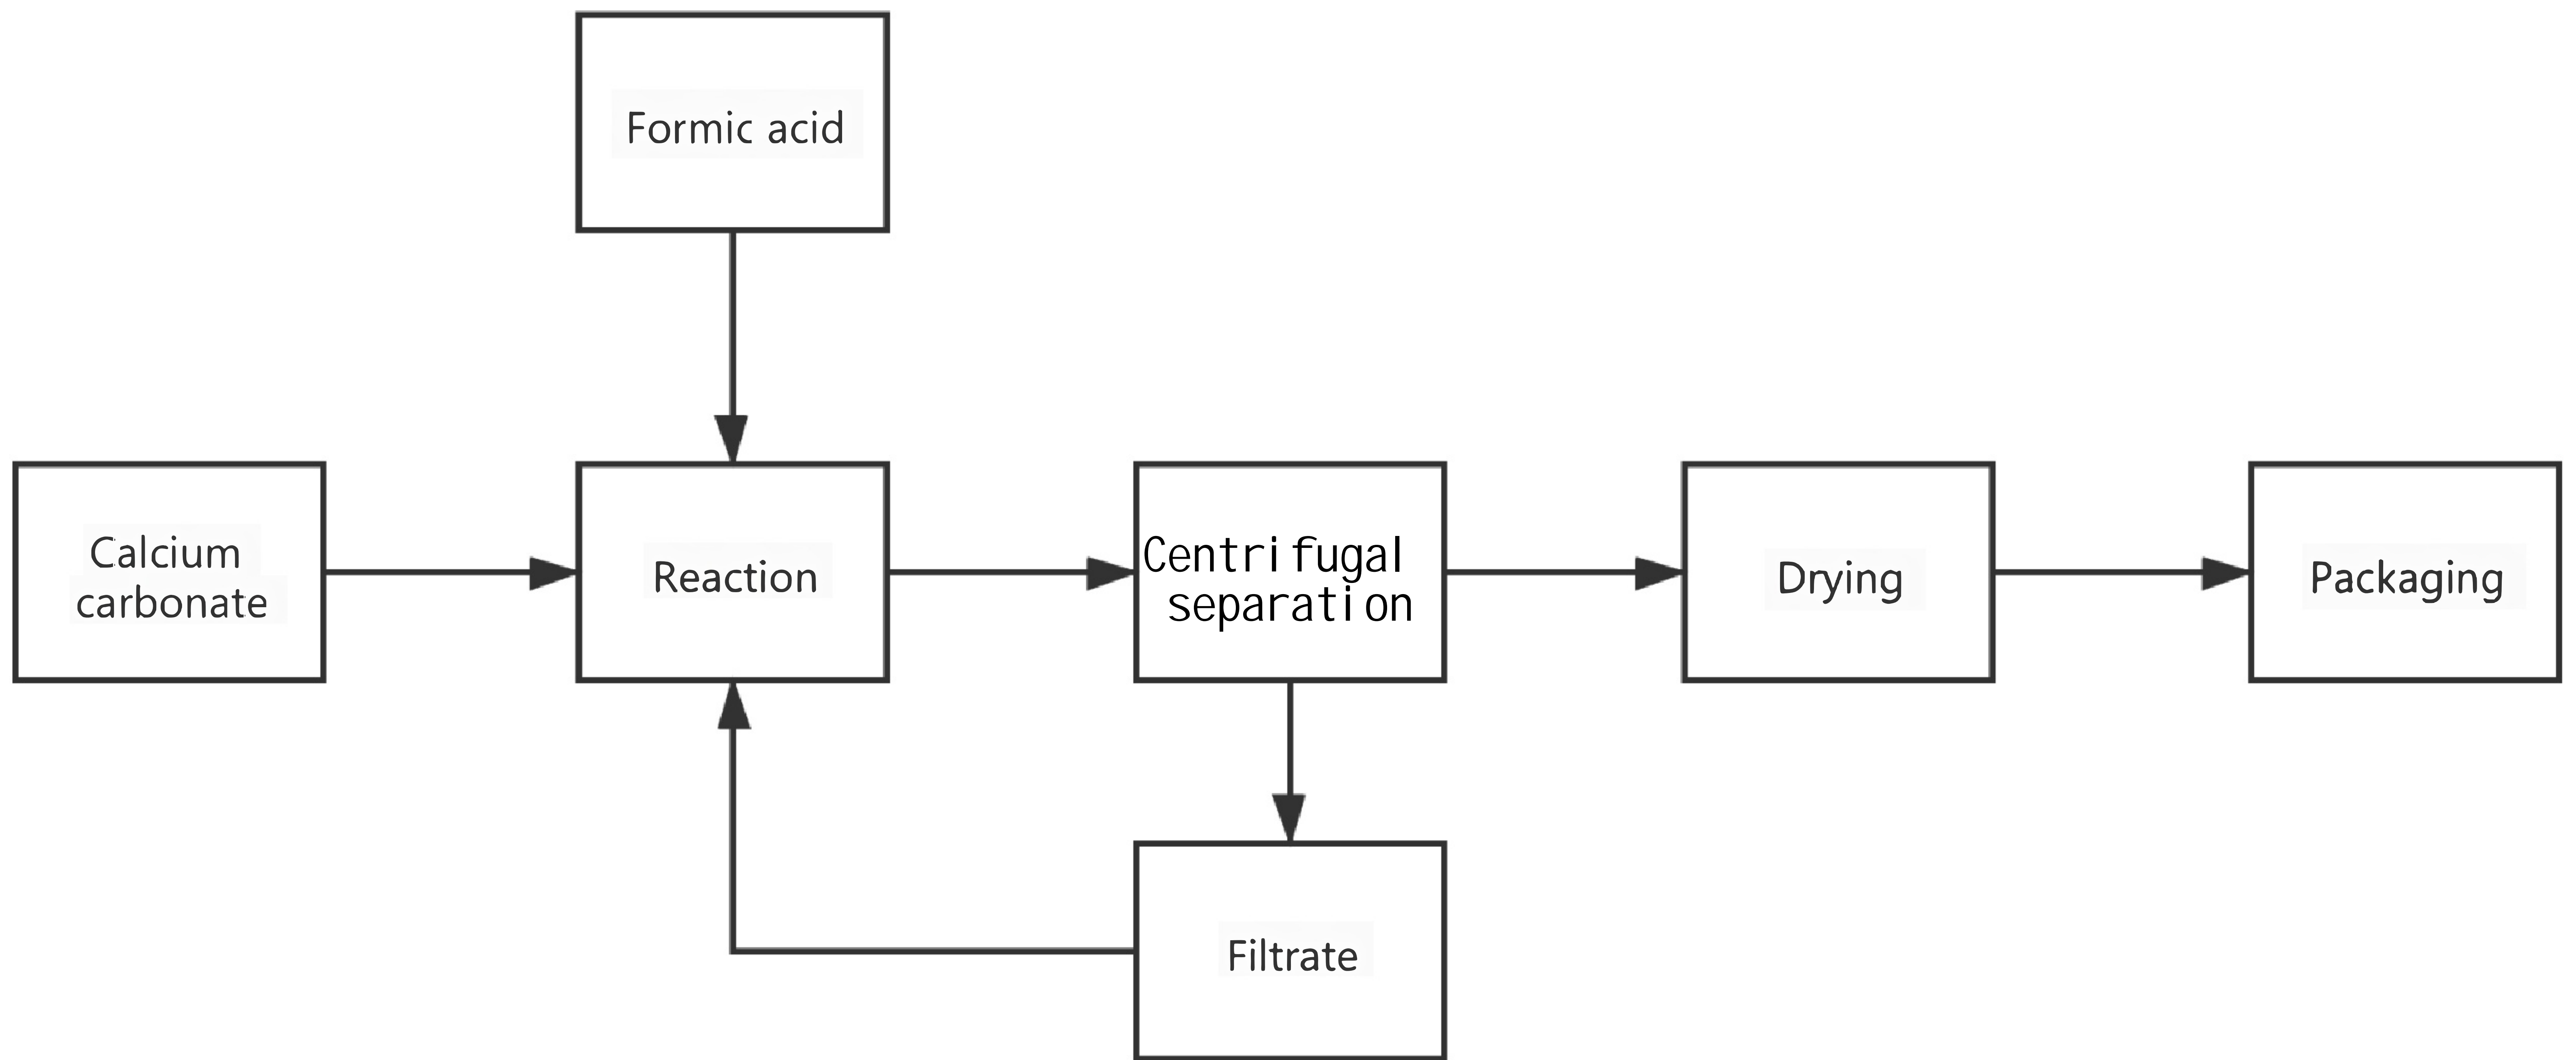 Formic acid
Calcium
carbonate
Reaction
Centrifugal
separation
Drying
Packaging
Filtrate